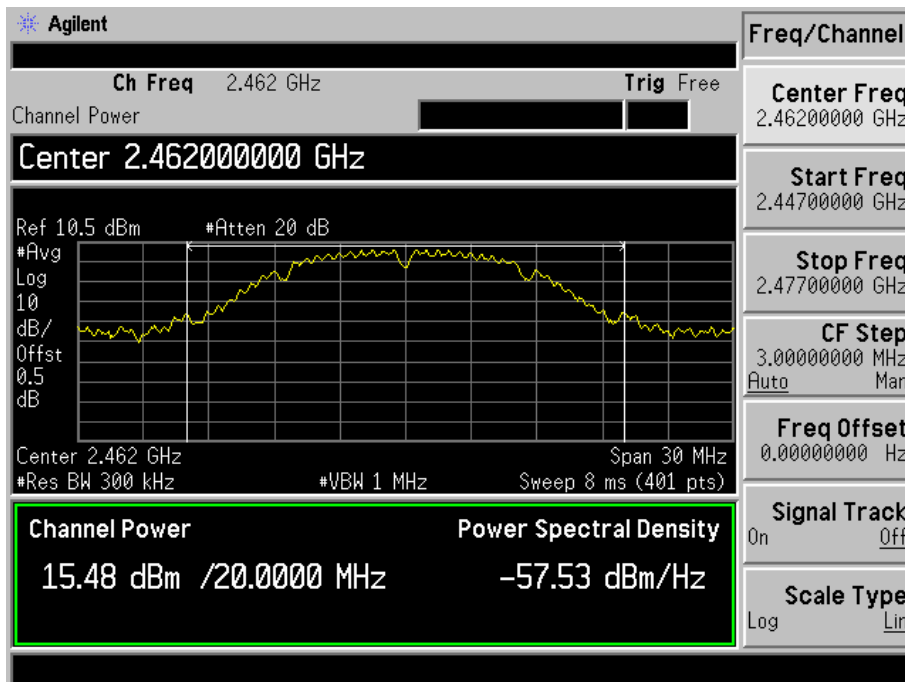 Agilent
Ch Freq 2.462 GHz Trig Free
Channel Power
Center 2.462000000 GHz
Ref 10.5 dBm #Atten 20 dB
#Avg
Log
10
dB/
Offst
0.5
dB
Center 2.462 GHz Span 30 MHz
#Res BW 300 kHz #VBW 1 MHz Sweep 8 ms (401 pts)
Channel Power Power Spectral Density
15.48 dBm /20.0000 MHz -57.53 dBm/Hz
Freq/Channel
Center Freq
2.46200000 GHz
Start Freq
2.44700000 GHz
Stop Freq
2.47700000 GHz
CF Step
3.00000000 MHz
Auto Man
Freq Offset
0.00000000 Hz
Signal Track
On Off
Scale Type
Log Lin